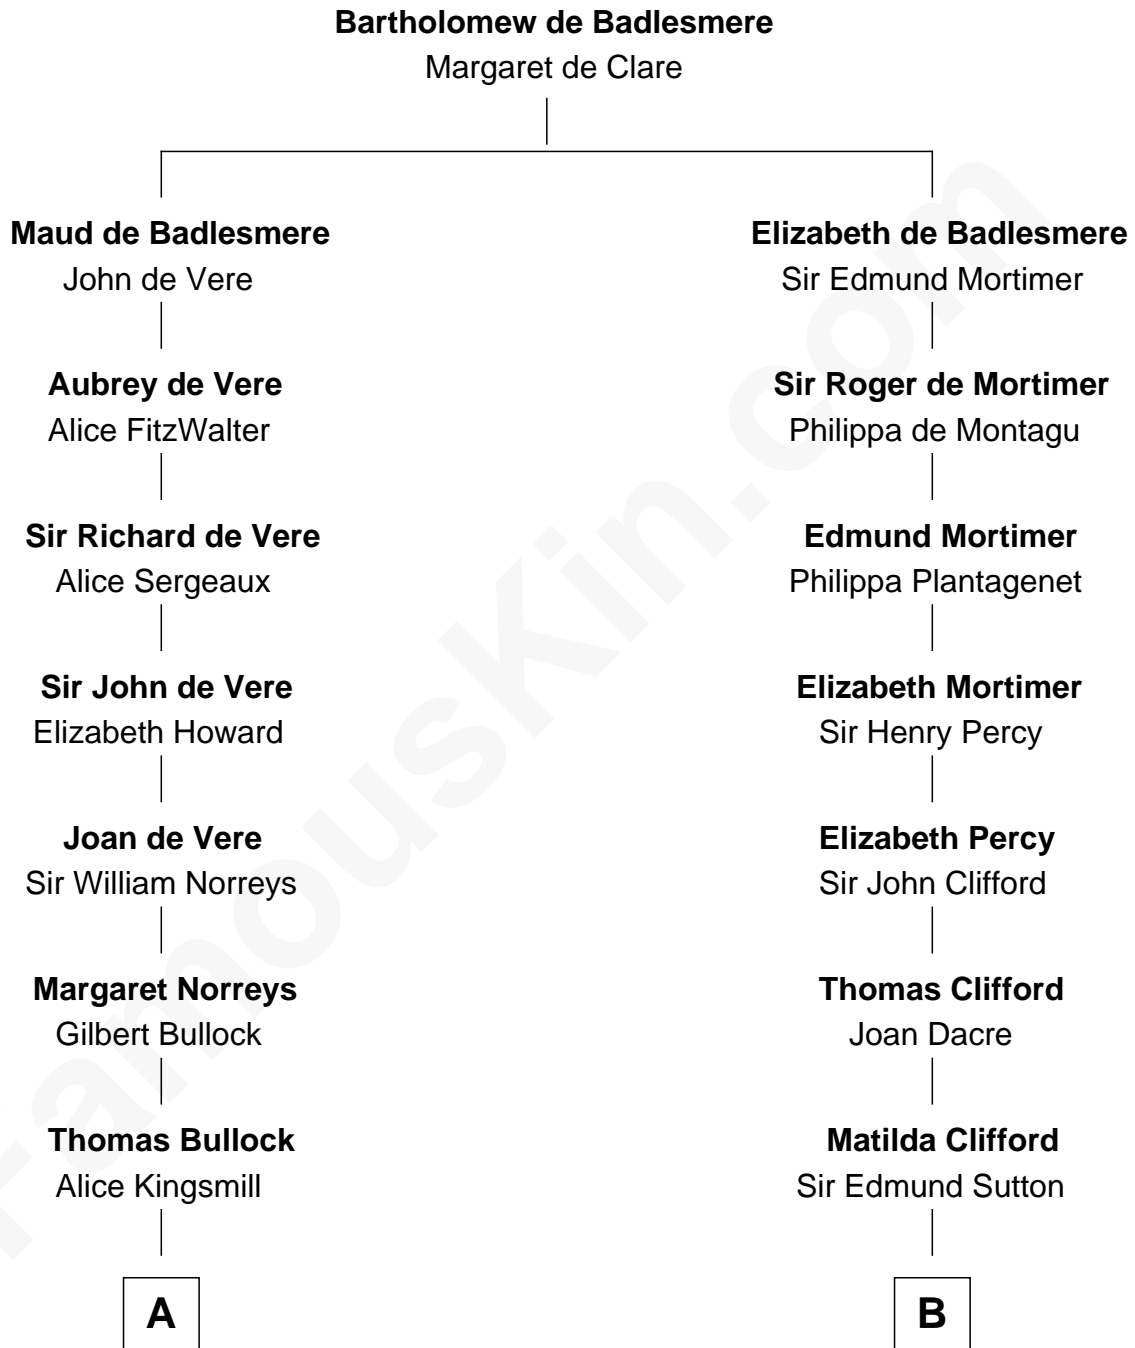 Bartholomew de Badlesmere
Margaret de Clare
Maud de Badlesmere
John de Vere
Elizabeth de Badlesmere
Sir Edmund Mortimer
Aubrey de Vere
Alice FitzWalter
Sir Roger de Mortimer
Philippa de Montagu
Sir Richard de Vere
Alice Sergeaux
Edmund Mortimer
Philippa Plantagenet
Sir John de Vere
Elizabeth Howard
Elizabeth Mortimer
Sir Henry Percy
Joan de Vere
Sir William Norreys
Elizabeth Percy
Sir John Clifford
Margaret Norreys
Gilbert Bullock
Thomas Clifford
Joan Dacre
Thomas Bullock
Alice Kingsmill
Matilda Clifford
Sir Edmund Sutton
A
B
FamousKin.com